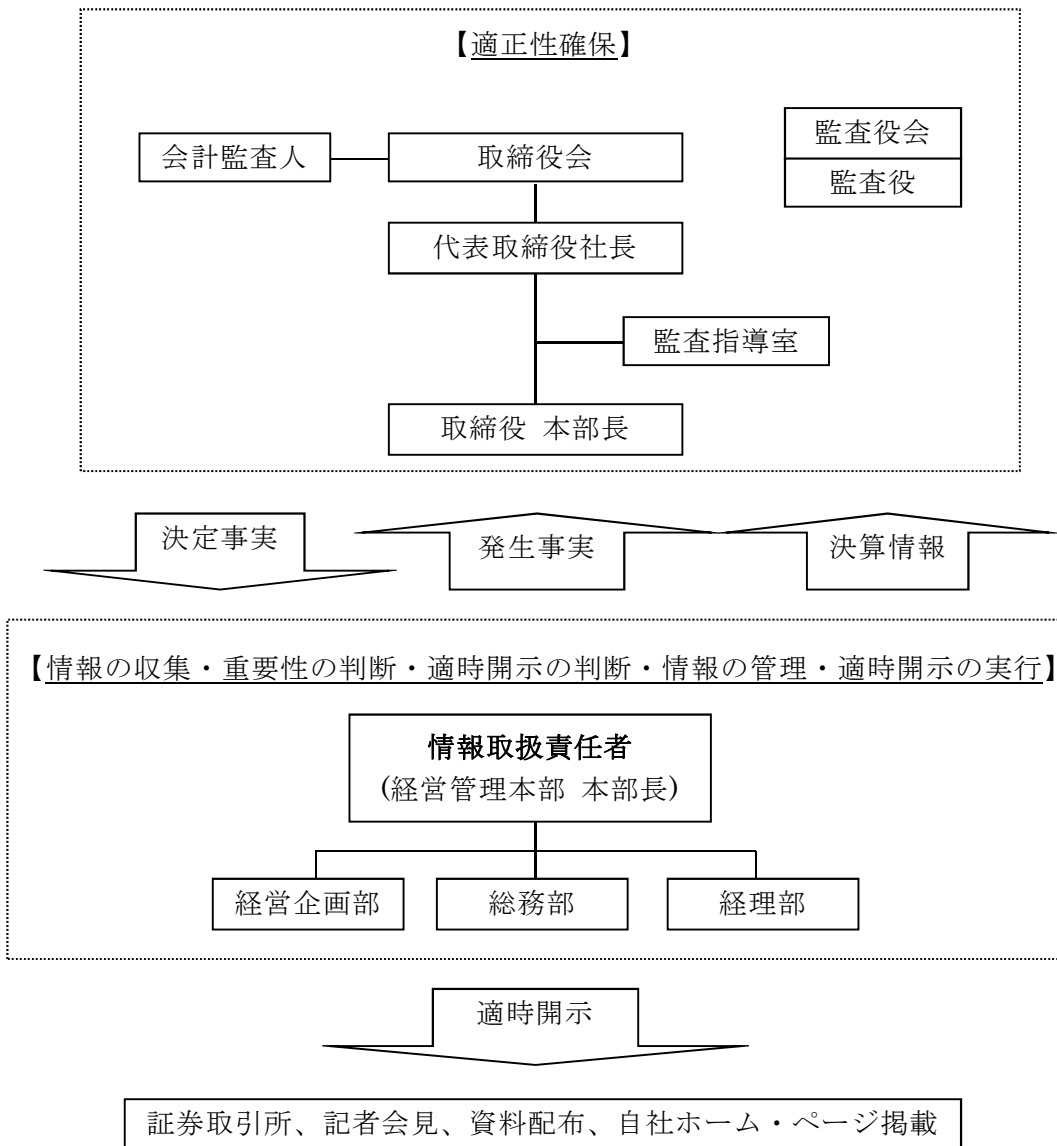 【適正性確保】
会計監査人
取締役会
監査役会
監査役
代表取締役社長
監査指導室
取締役 本部長
決定事実
発生事実
決算情報
【情報の収集・重要性の判断・適時開示の判断・情報の管理・適時開示の実行】
情報取扱責任者
(経営管理本部 本部長)
経営企画部
総務部
経理部
適時開示
証券取引所、記者会見、資料配布、自社ホーム・ページ掲載